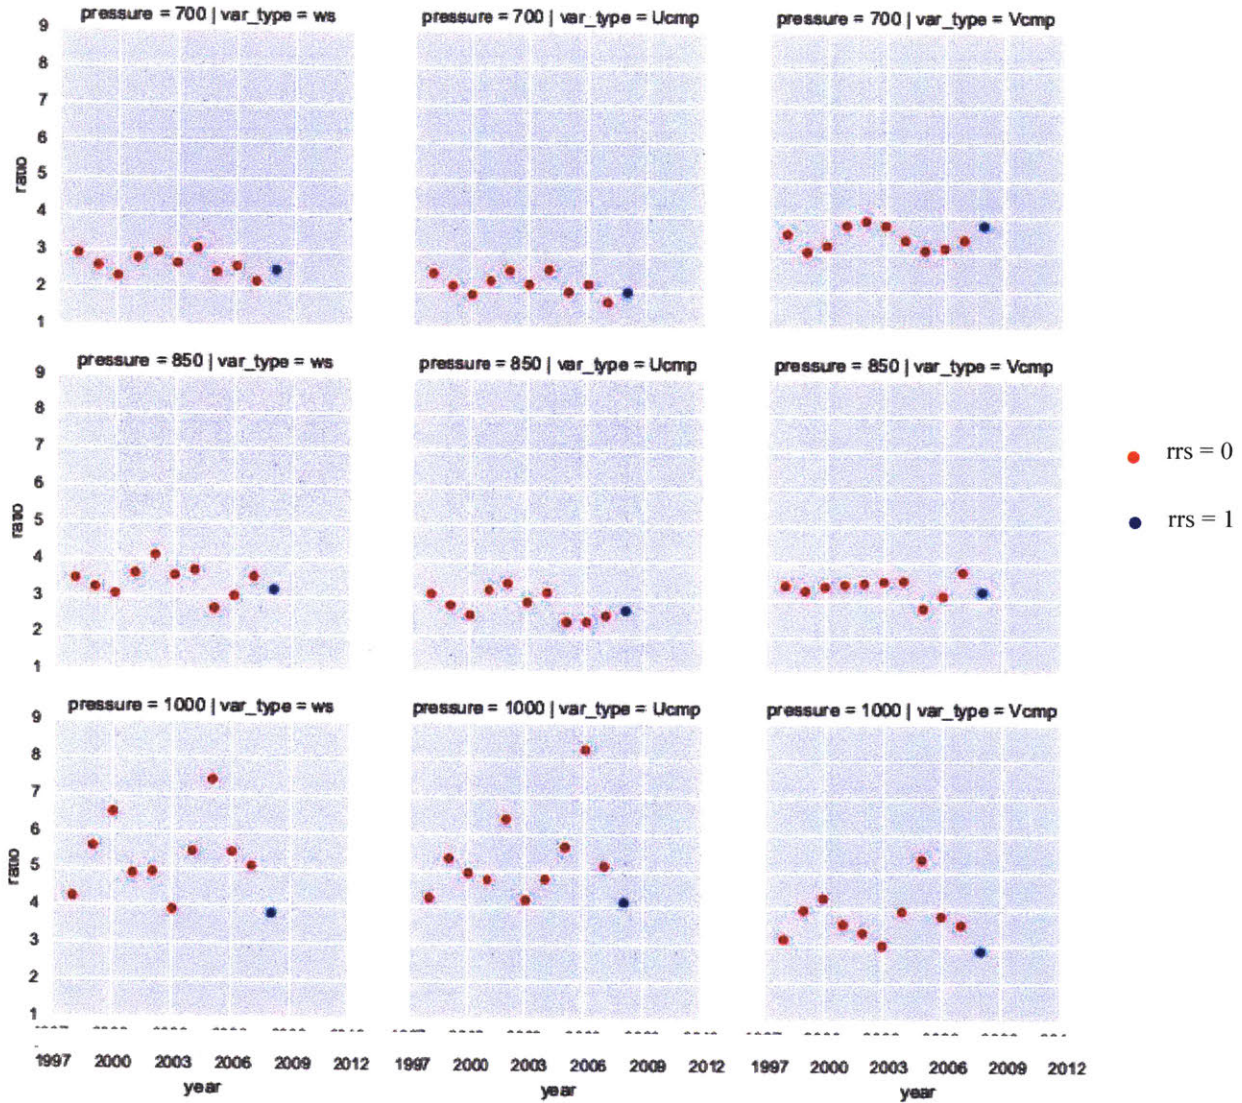 pressure = 700 | var_type = ws
pressure = 700 | var_type = Ucmp
pressure = 700 | var_type = Vcmp
9
8
7
6
5
4
3
2
1
ratio
pressure = 850 | var_type = ws
pressure = 850 | var_type = Ucmp
pressure = 850 | var_type = Vcmp
9
8
7
6
5
4
3
2
1
ratio
rrs = 0
rrs = 1
pressure = 1000 | var_type = ws
pressure = 1000 | var_type = Ucmp
pressure = 1000 | var_type = Vcmp
9
8
7
6
5
4
3
2
1
ratio
1997 2000 2003 2006 2009 2012
year
1997 2000 2003 2006 2009 2012
year
1997 2000 2003 2006 2009 2012
year